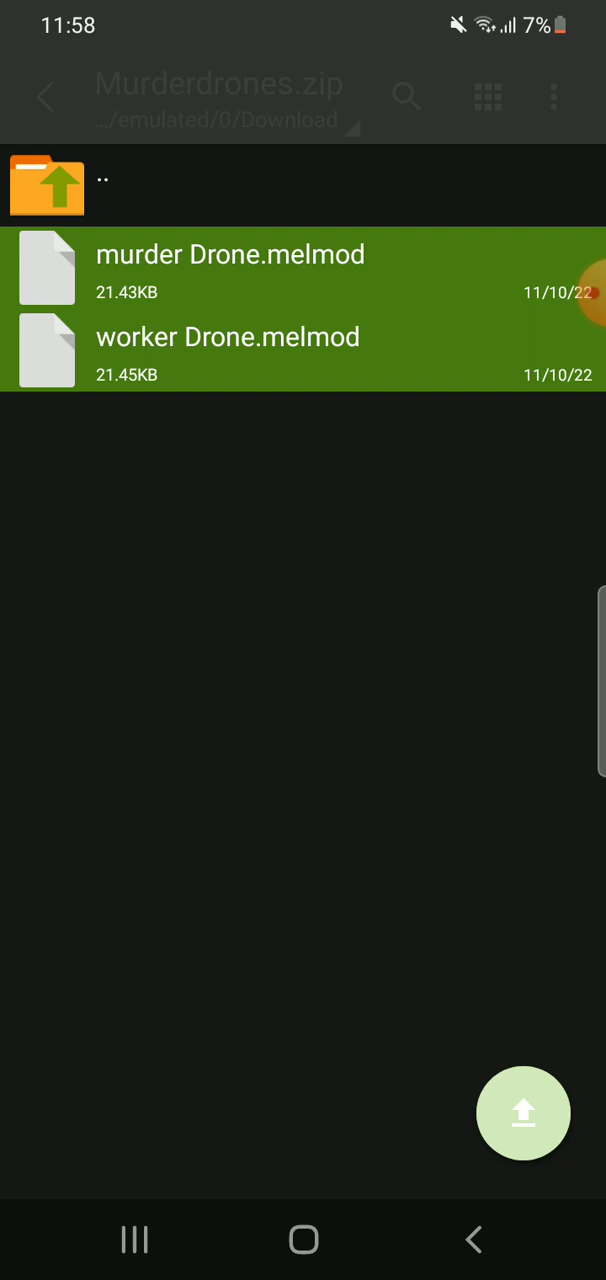 11:58
7%
Murderdrones.zip
.../emulated/0/Download
..
murder Drone.melmod
21.43KB
11/10/22
worker Drone.melmod
21.45KB
11/10/22